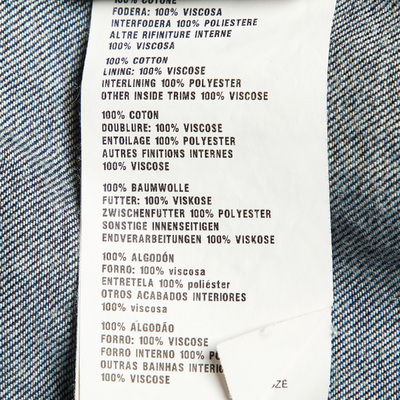 100% COTONE
FODERA: 100% VISCOSA
INTERFODERA 100% POLIESTERE
ALTRE RIFINITURE INTERNE
100% VISCOSA
100% COTTON
LINING: 100% VISCOSE
INTERLINING 100% POLYESTER
OTHER INSIDE TRIMS 100% VISCOSE
100% COTON
DOUBLURE: 100% VISCOSE
ENTOILAGE 100% POLYESTER
AUTRES FINITIONS INTERNES
100% VISCOSE
100% BAUMWOLLE
FUTTER: 100% VISKOSE
ZWISCHENFUTTER 100% POLYESTER
SONSTIGE INNENSEITIGEN
ENDVERARBEITUNGEN 100% VISKOSE
100% ALGODÓN
FORRO: 100% viscosa
ENTRETELA 100% poliéster
OTROS ACABADOS INTERIORES
100% viscosa
100% ALGODÃO
FORRO: 100% VISCOSE
FORRO INTERNO 100%
OUTRAS BAINHAS
100% VISCOSE